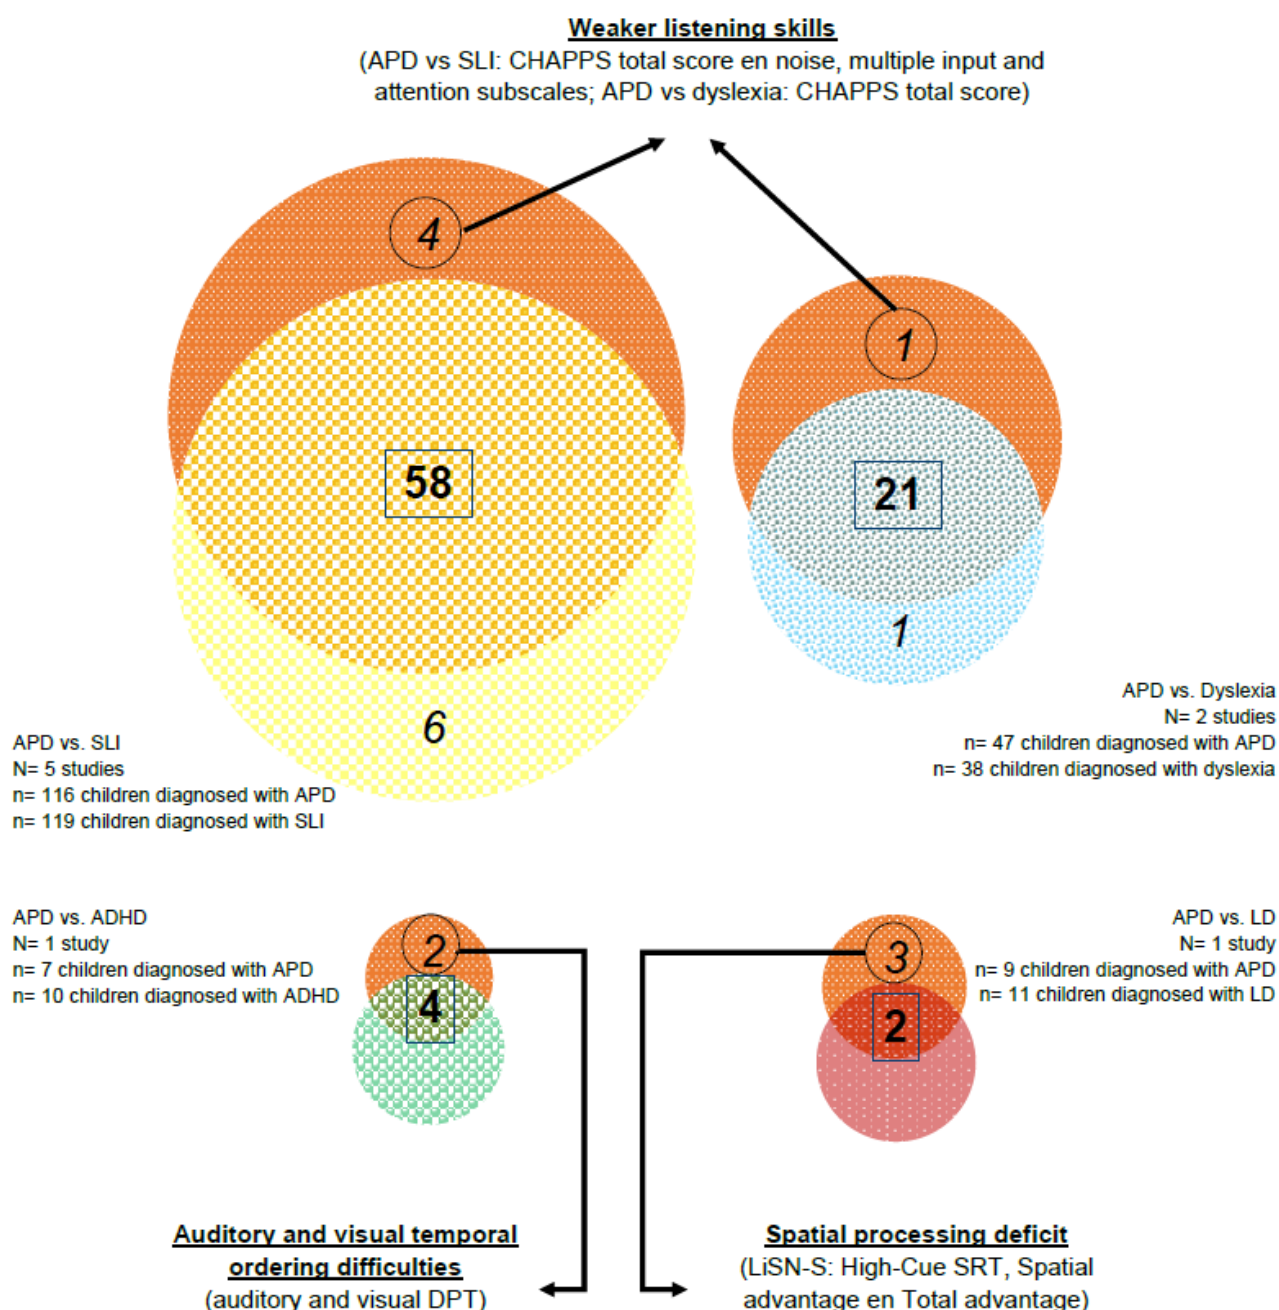 Weaker listening skills
(APD vs SLI: CHAPPS total score en noise, multiple input and
attention subscales; APD vs dyslexia: CHAPPS total score)
4
1
58
21
1
6
APD vs. SLI
N= 5 studies
n= 116 children diagnosed with APD
n= 119 children diagnosed with SLI
APD vs. Dyslexia
N= 2 studies
n= 47 children diagnosed with APD
n= 38 children diagnosed with dyslexia
APD vs. ADHD
N= 1 study
n= 7 children diagnosed with APD
n= 10 children diagnosed with ADHD
2
4
3
2
APD vs. LD
N= 1 study
n= 9 children diagnosed with APD
n= 11 children diagnosed with LD
Auditory and visual temporal
ordering difficulties
(auditory and visual DPT)
Spatial processing deficit
(LiSN-S: High-Cue SRT, Spatial
advantage en Total advantage)